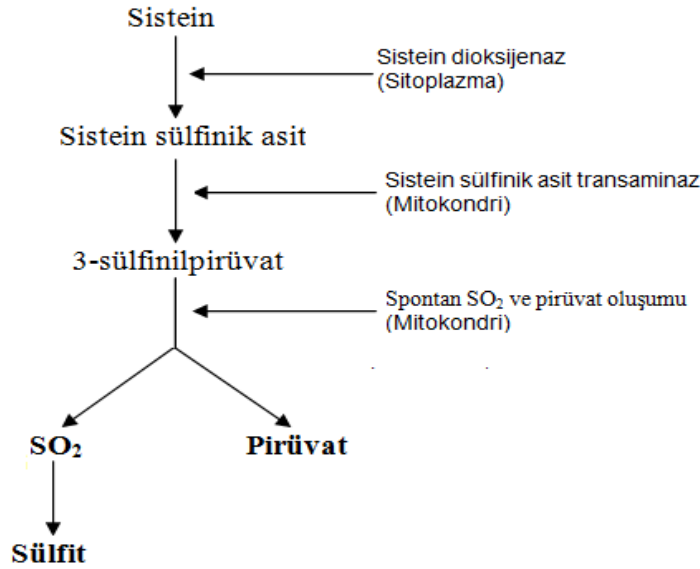 Sistein
Sistein dioksijenaz
(Sitoplazma)
Sistein sülfinik asit
Sistein sülfinik asit transaminaz
(Mitokondri)
3-sülfinilpirüvat
Spontan SO₂ ve pirüvat oluşumu
(Mitokondri)
SO₂
Pirüvat
Sülfit